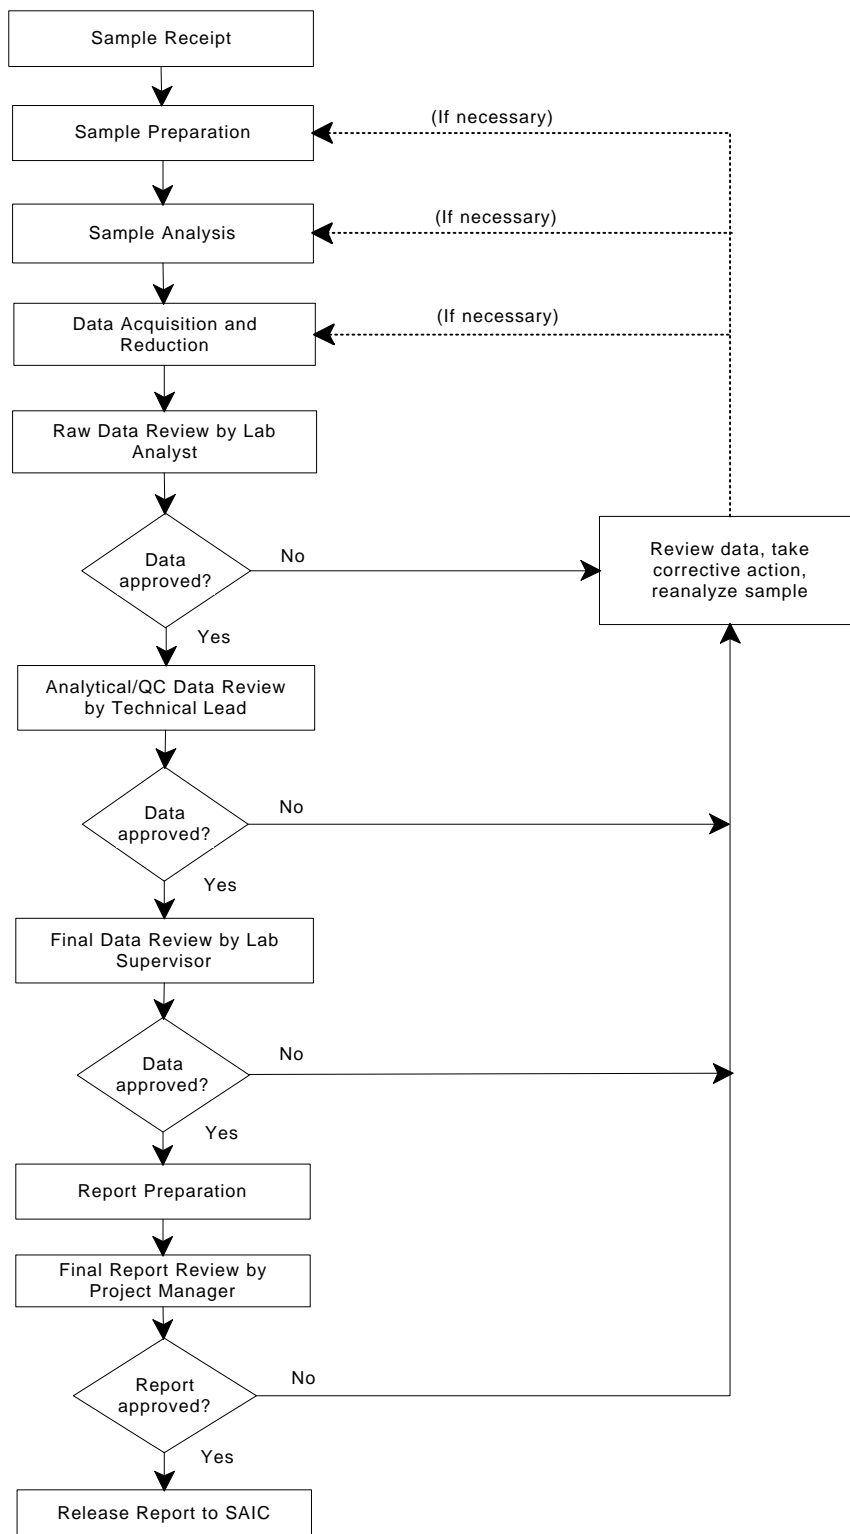 Sample Receipt
(If necessary)
Sample Preparation
(If necessary)
Sample Analysis
(If necessary)
Data Acquisition and
Reduction
Raw Data Review by Lab
Analyst
Data
approved?
No
Review data, take
corrective action,
reanalyze sample
Yes
Analytical/QC Data Review
by Technical Lead
Data
approved?
No
Yes
Final Data Review by Lab
Supervisor
Data
approved?
No
Yes
Report Preparation
Final Report Review by
Project Manager
Report
approved?
No
Yes
Release Report to SAIC